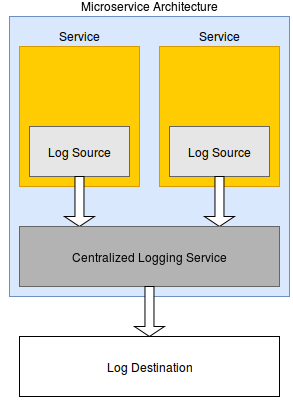 Microservice Architecture
Service
Service
Log Source
Log Source
Centralized Logging Service
Log Destination